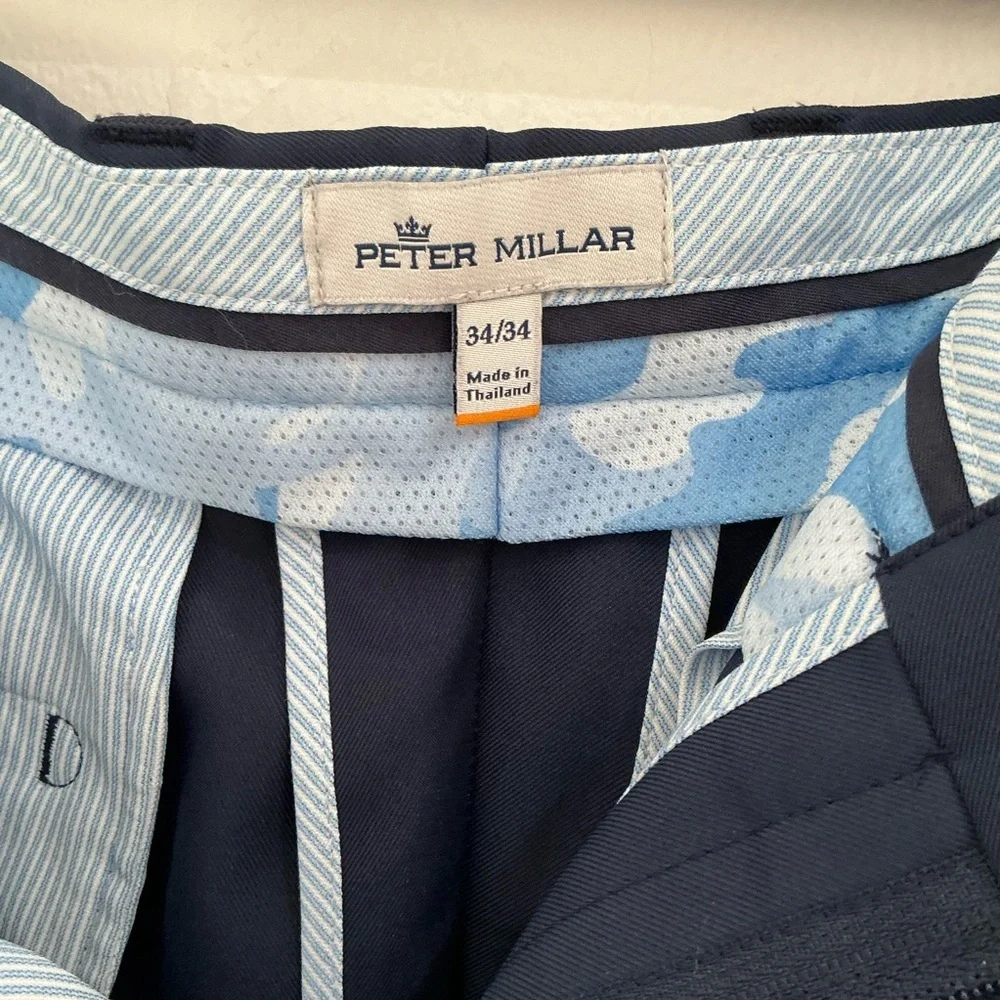 PETER MILLAR
34/34
Made in
Thailand